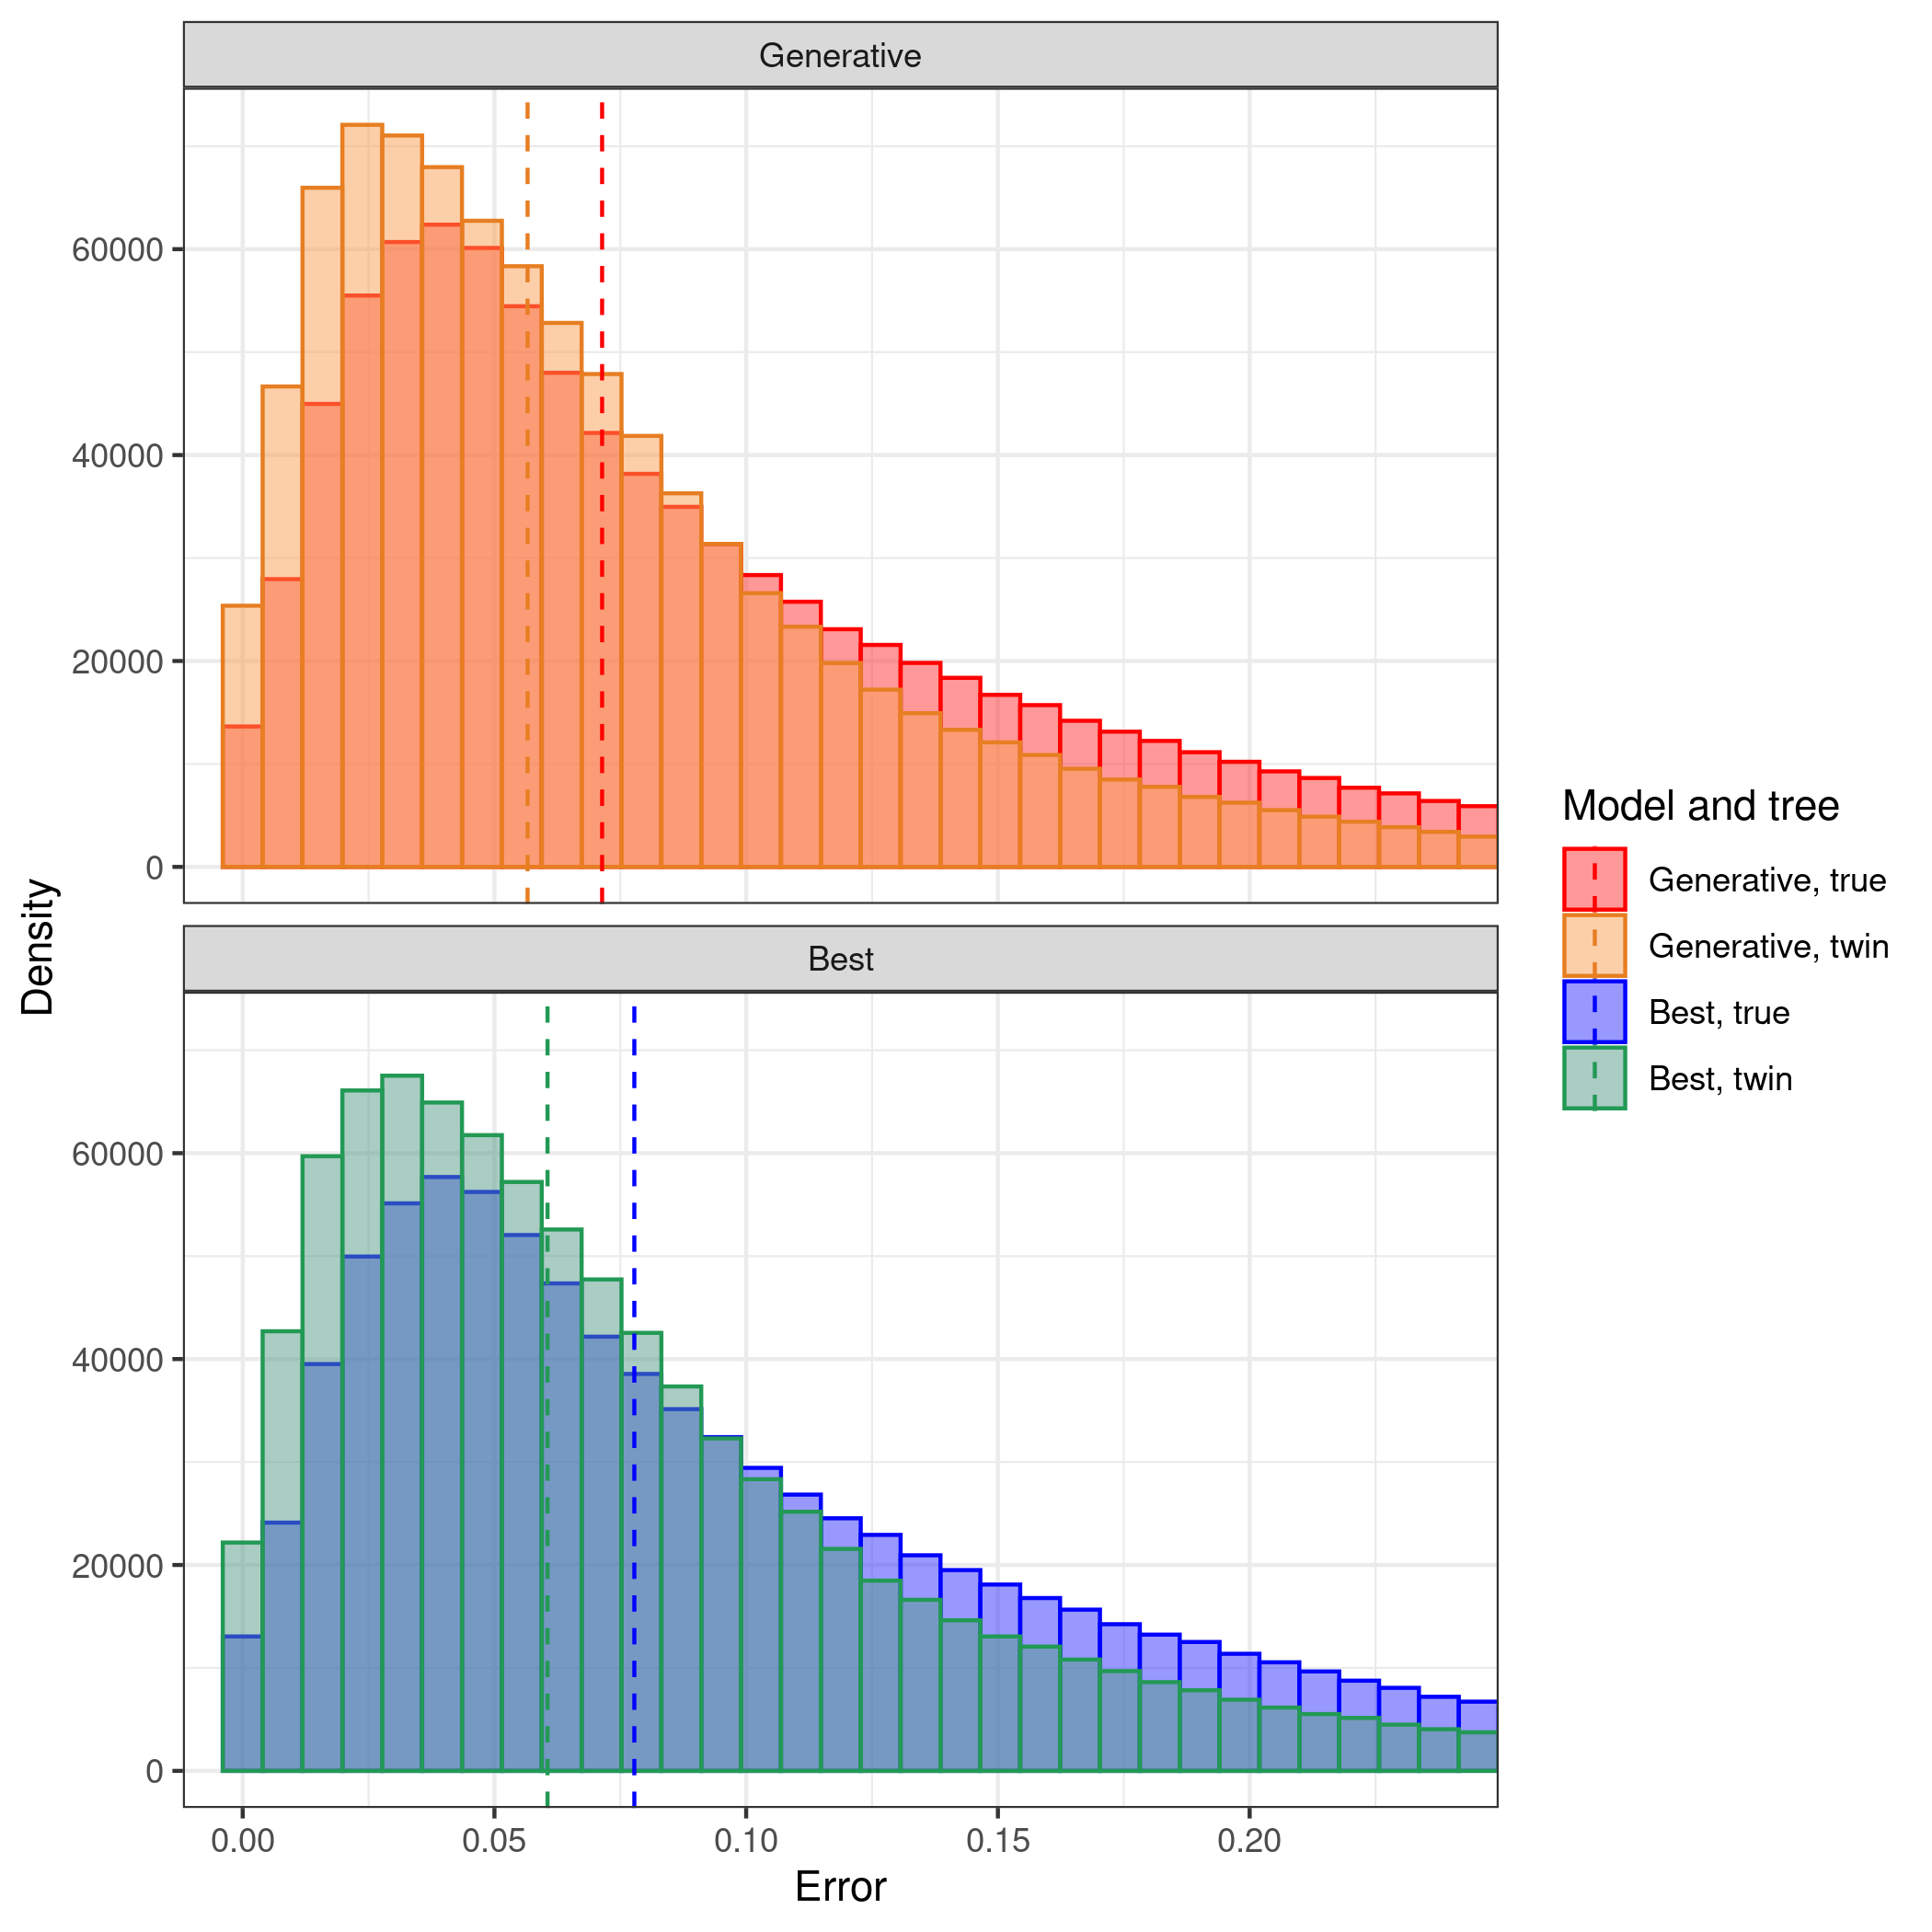 Generative
60000
40000
20000
0
Density
Best
60000
40000
20000
0
0.00 0.05 0.10 0.15 0.20
Error
Model and tree
Generative, true
Generative, twin
Best, true
Best, twin